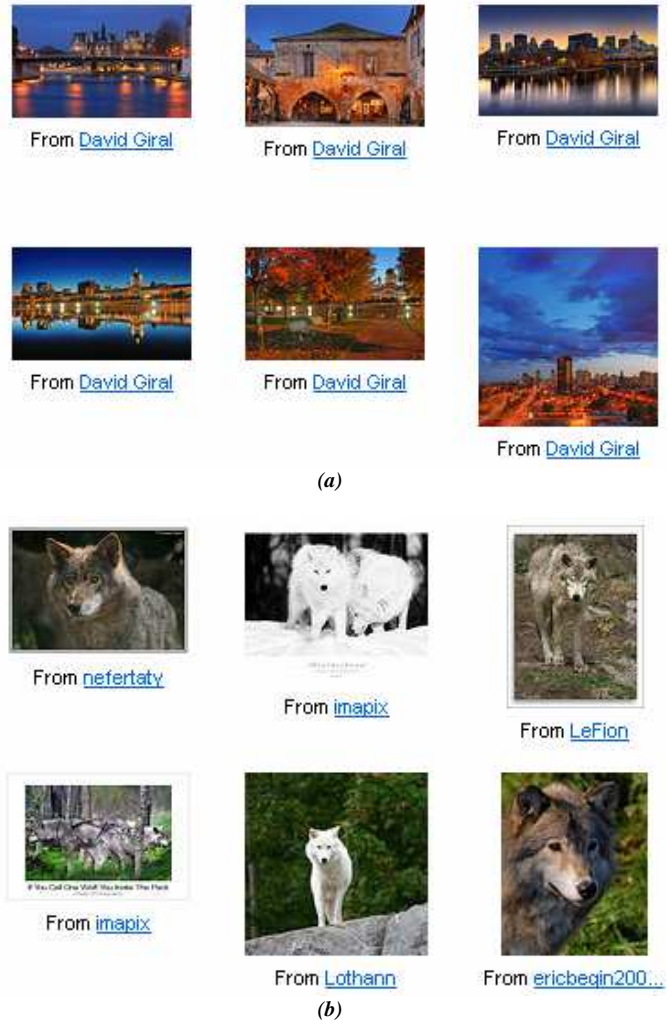 From David Giral
From David Giral
From David Giral
From David Giral
From David Giral
From David Giral
(a)
From nefertaty
From imapix
From LeFion
If You Call One Wolf You Invite The Pack
From imapix
From Lothann
From ericbegin200...
(b)